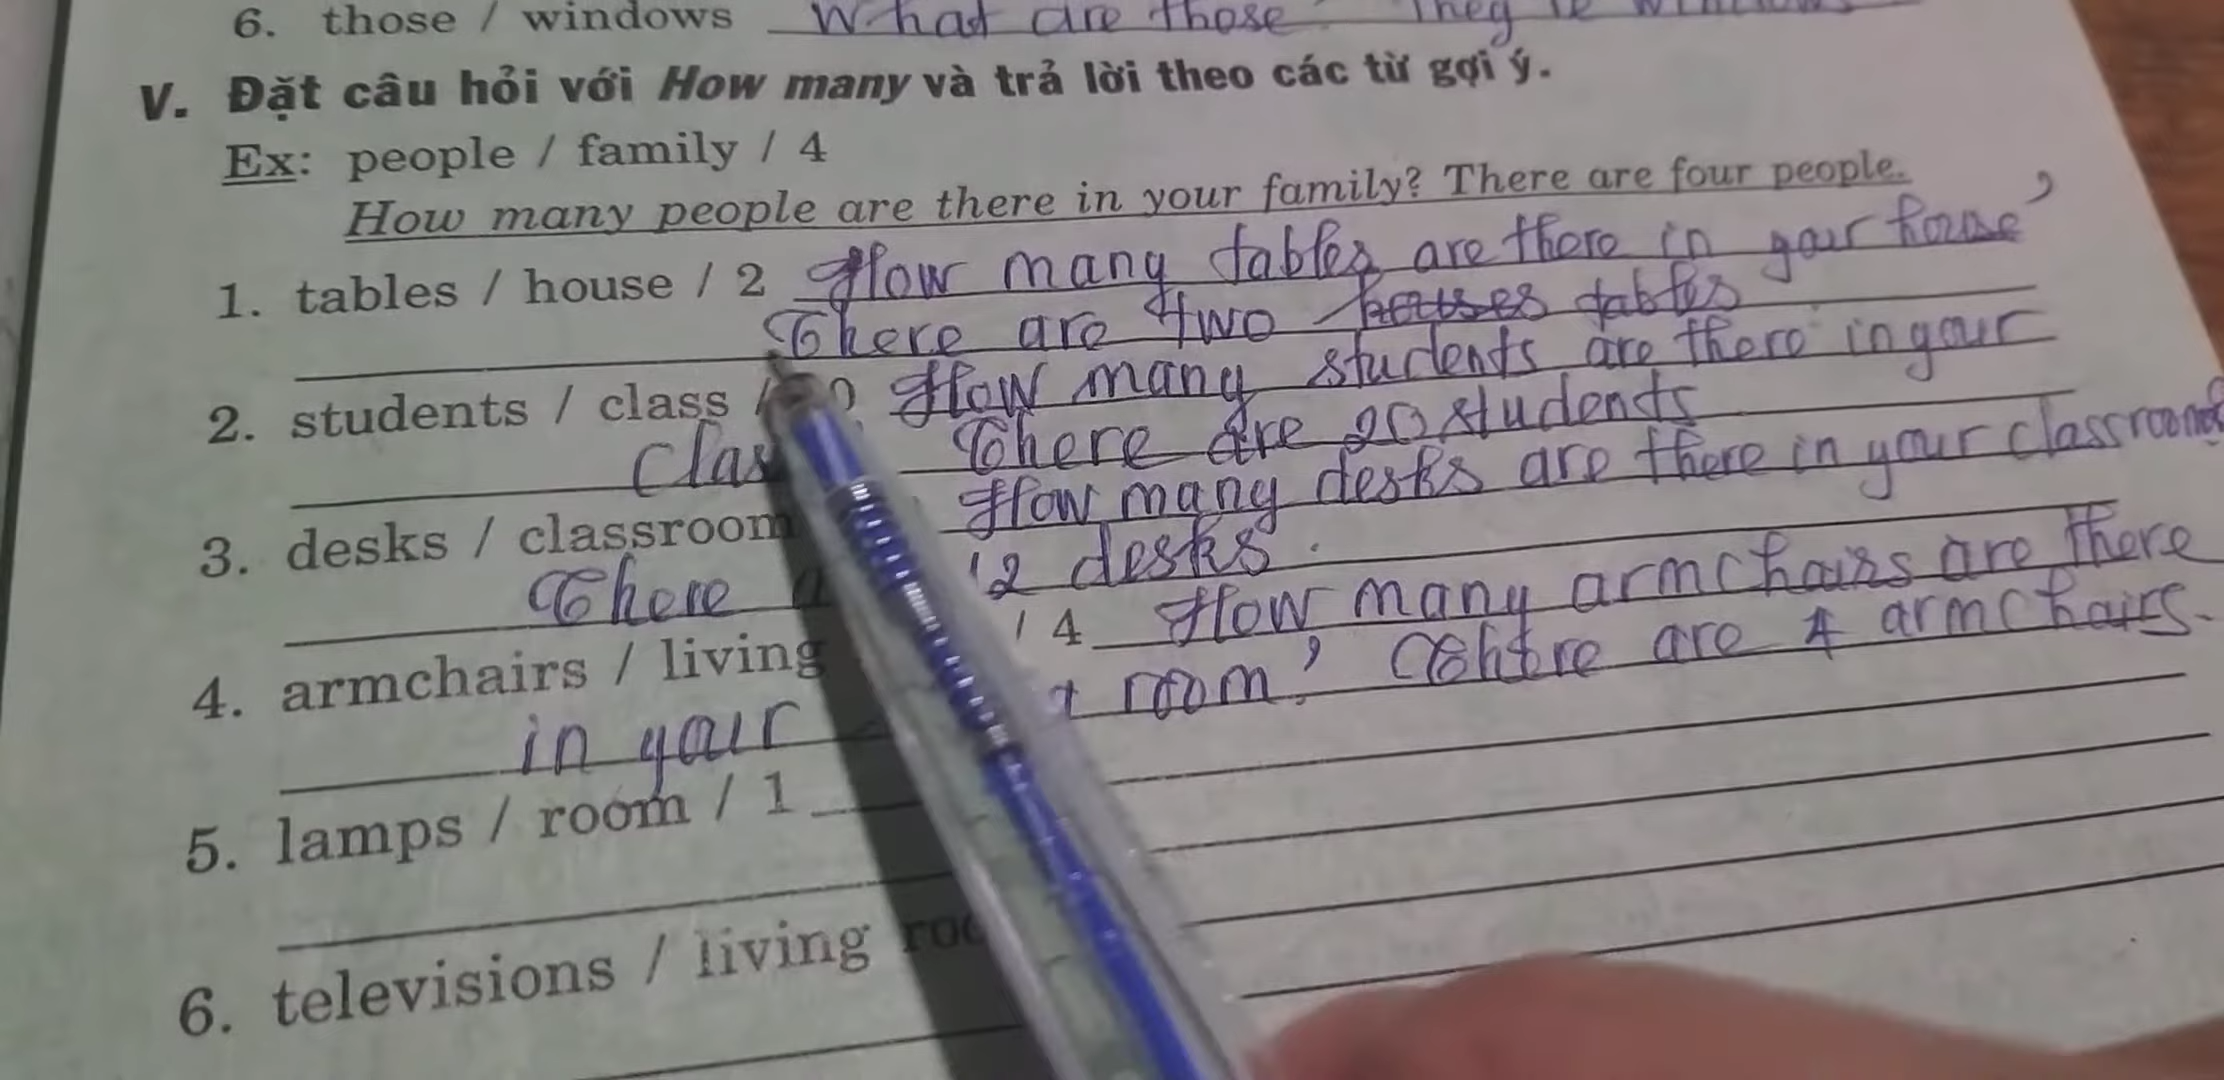 6. those / windows What are those They're windows
V. Đặt câu hỏi với How many và trả lời theo các từ gợi ý.
Ex: people / family / 4
How many people are there in your family? There are four people.
1. tables / house / 2 How many tables are there in your house?
There are two houses tables
2. students / class / How many students are there in your
clas There are 20 students
3. desks / classroom How many desks are there in your classroom?
There 12 desks.
4. armchairs / living / 4 How many armchairs are there
in your room? There are 4 armchairs.
5. lamps / room / 1
6. televisions / living